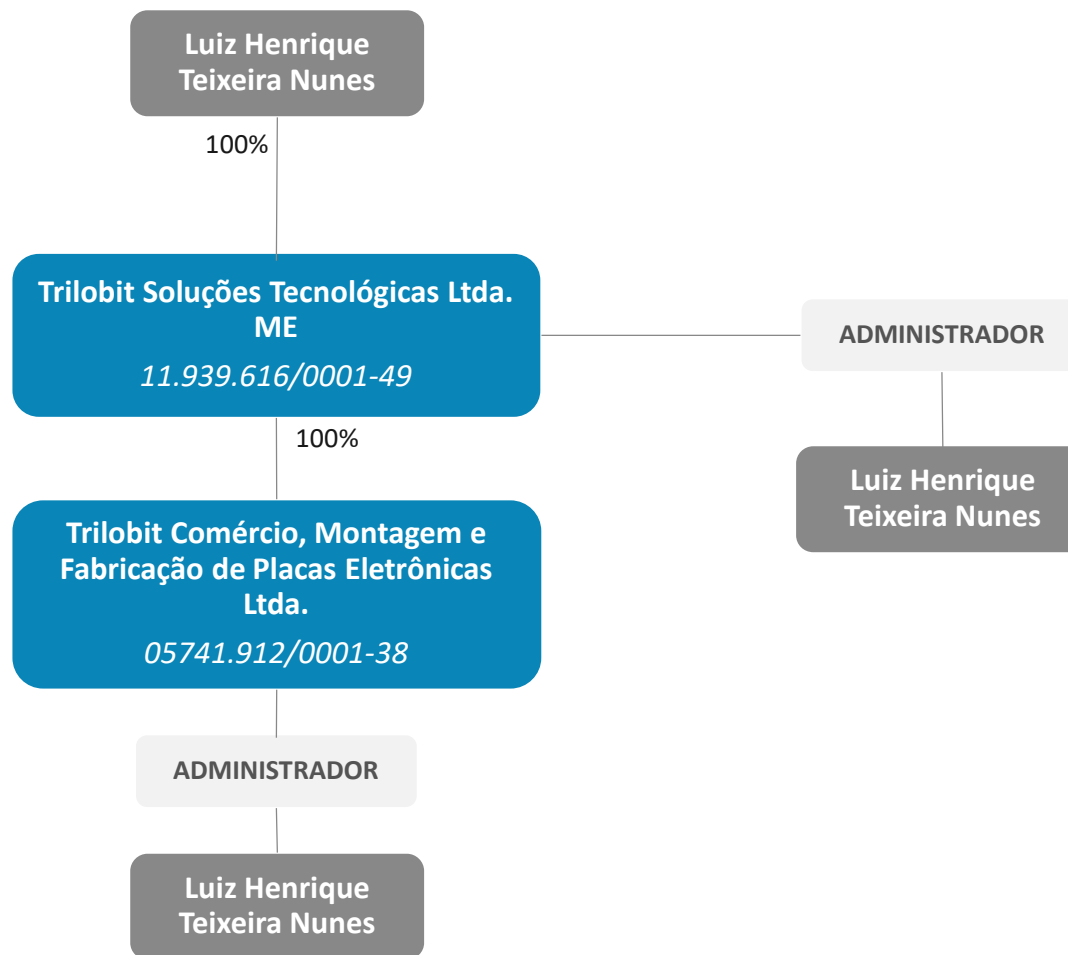 Luiz Henrique
Teixeira Nunes
100%
Trilobit Soluções Tecnológicas Ltda.
ME
11.939.616/0001-49
ADMINISTRADOR
Luiz Henrique
Teixeira Nunes
100%
Trilobit Comércio, Montagem e
Fabricação de Placas Eletrônicas
Ltda.
05741.912/0001-38
ADMINISTRADOR
Luiz Henrique
Teixeira Nunes